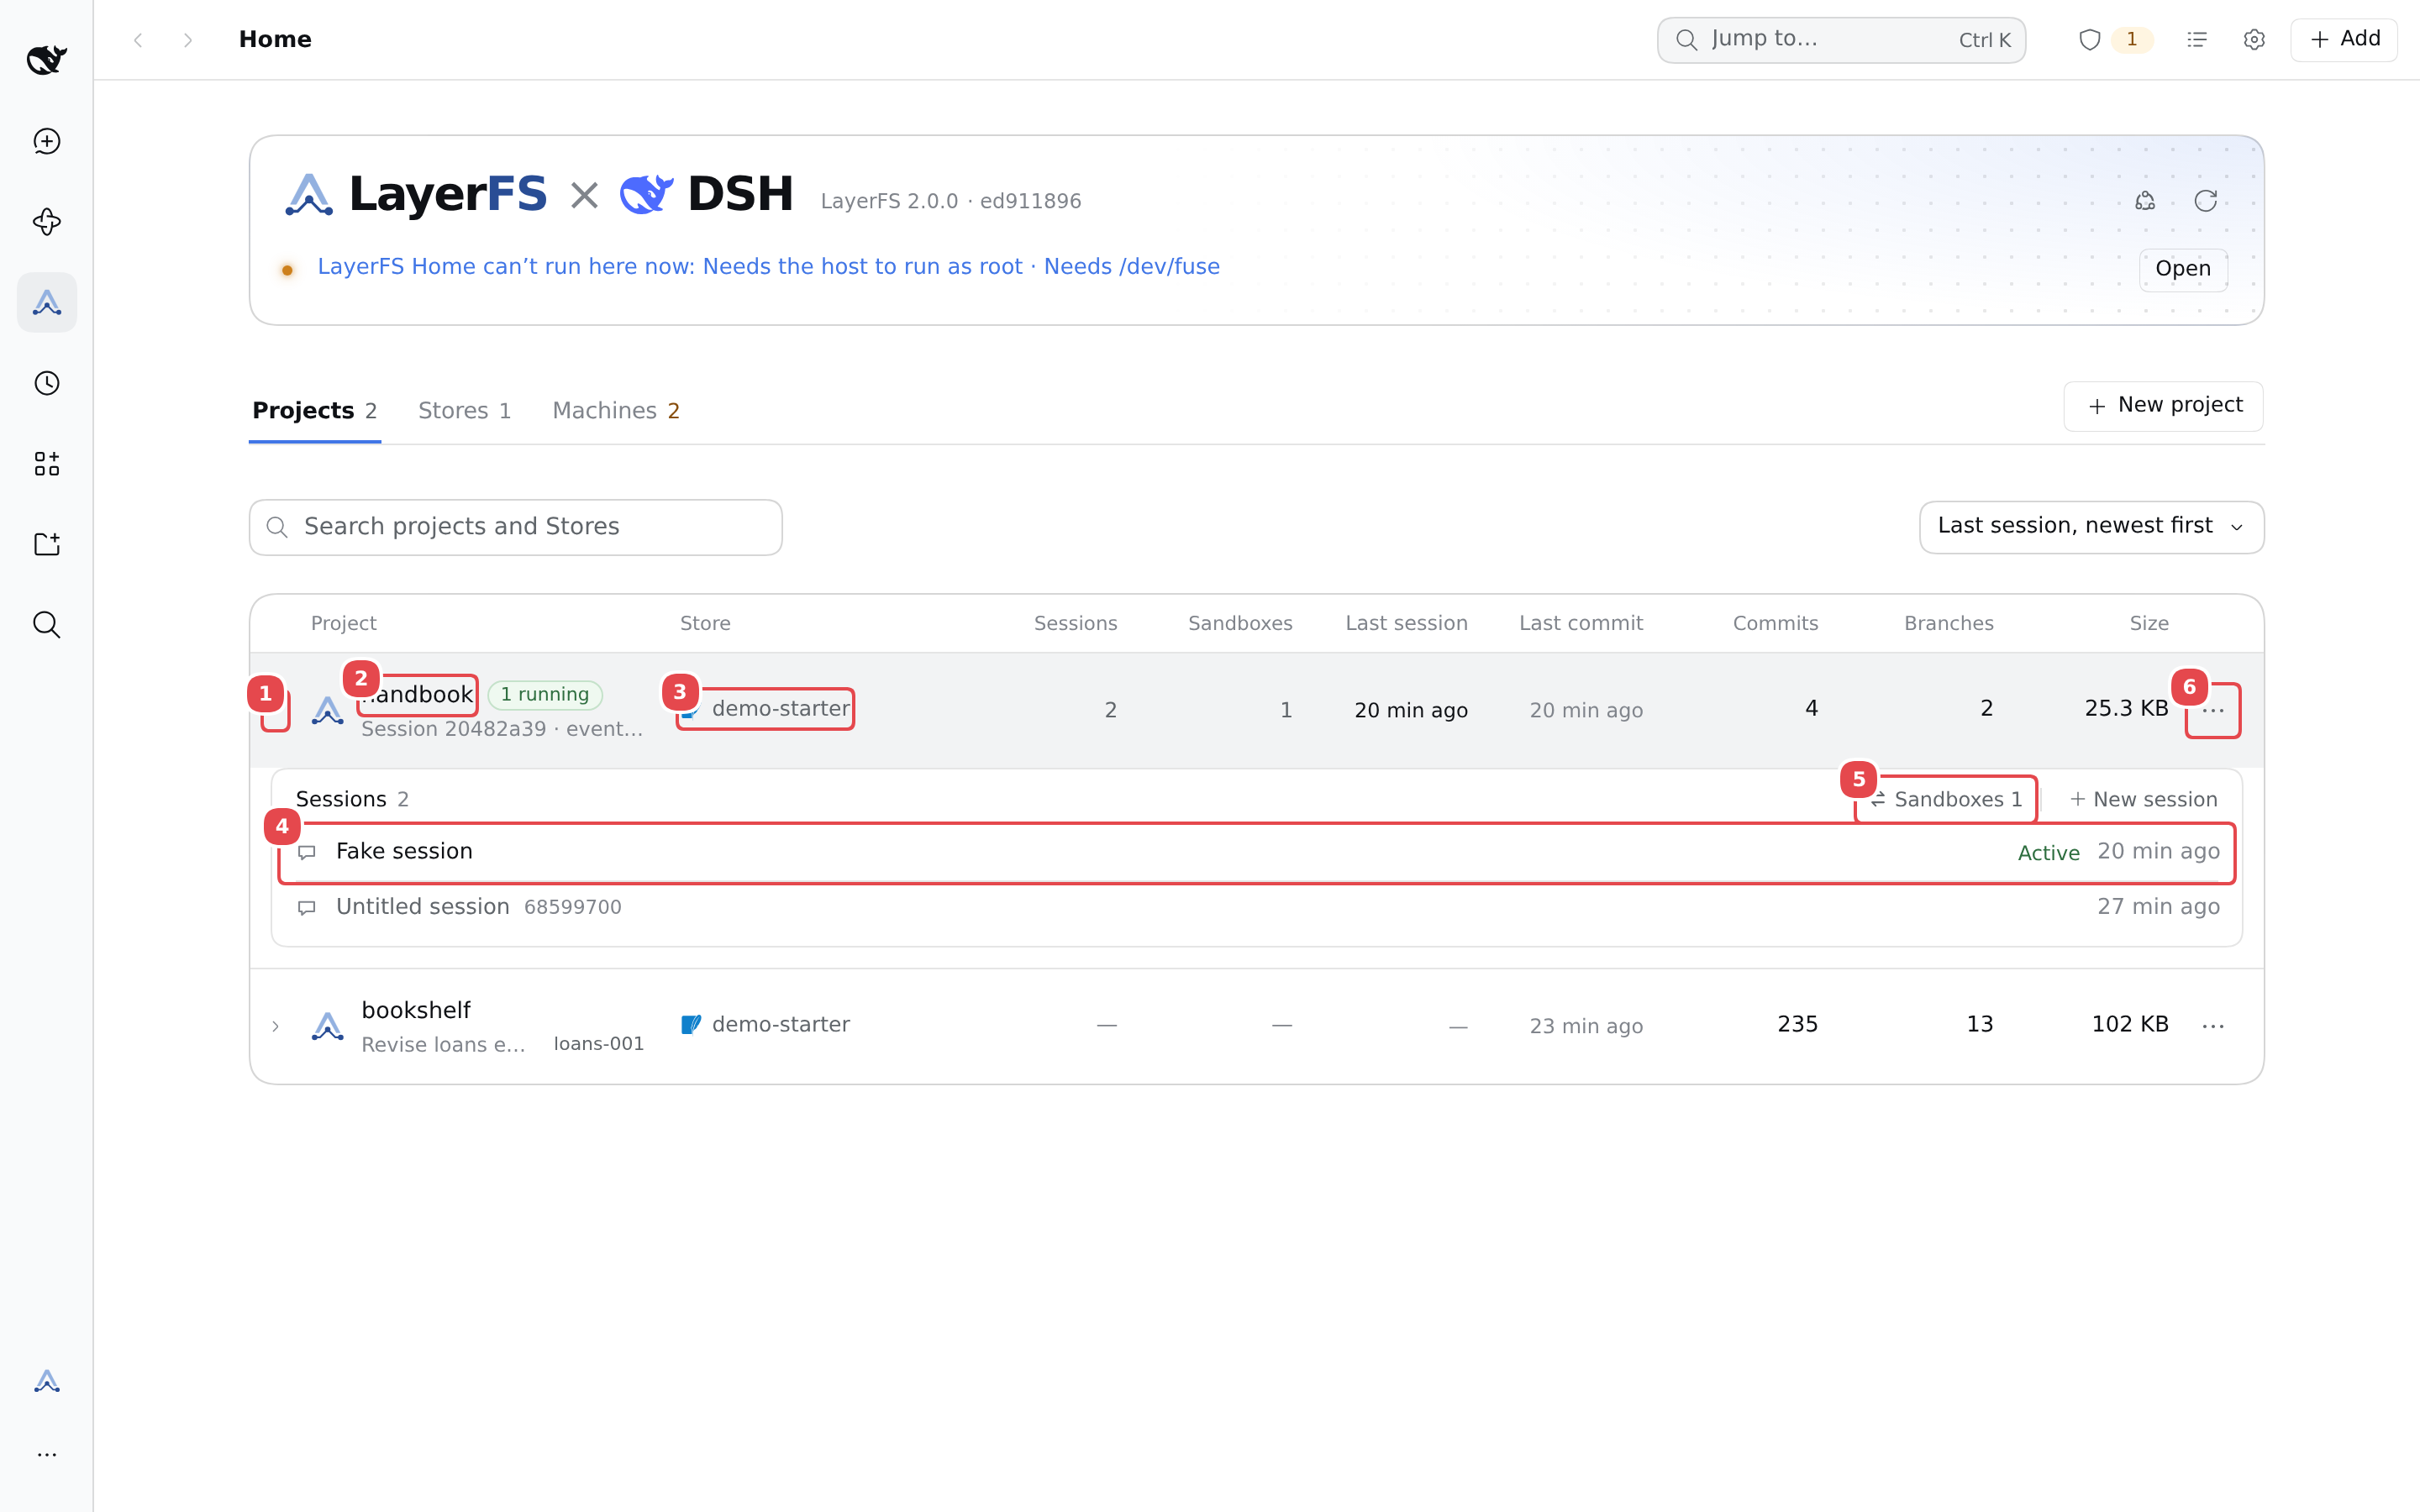 Home
Jump to...
Ctrl K
1
Add
LayerFS × DSH LayerFS 2.0.0 · ed911896
LayerFS Home can’t run here now: Needs the host to run as root · Needs /dev/fuse
Open
Projects 2
Stores 1
Machines 2
New project
Search projects and Stores
Last session, newest first
Project Store Sessions Sandboxes Last session Last commit Commits Branches Size
1
2
andbook 1 running
3
demo-starter 2 1 20 min ago 20 min ago 4 2 25.3 KB
6
Session 20482a39 · event...
Sessions 2
5
Sandboxes 1
New session
4
Fake session Active 20 min ago
Untitled session 68599700 27 min ago
bookshelf
Revise loans e... loans-001
demo-starter — — — 23 min ago 235 13 102 KB